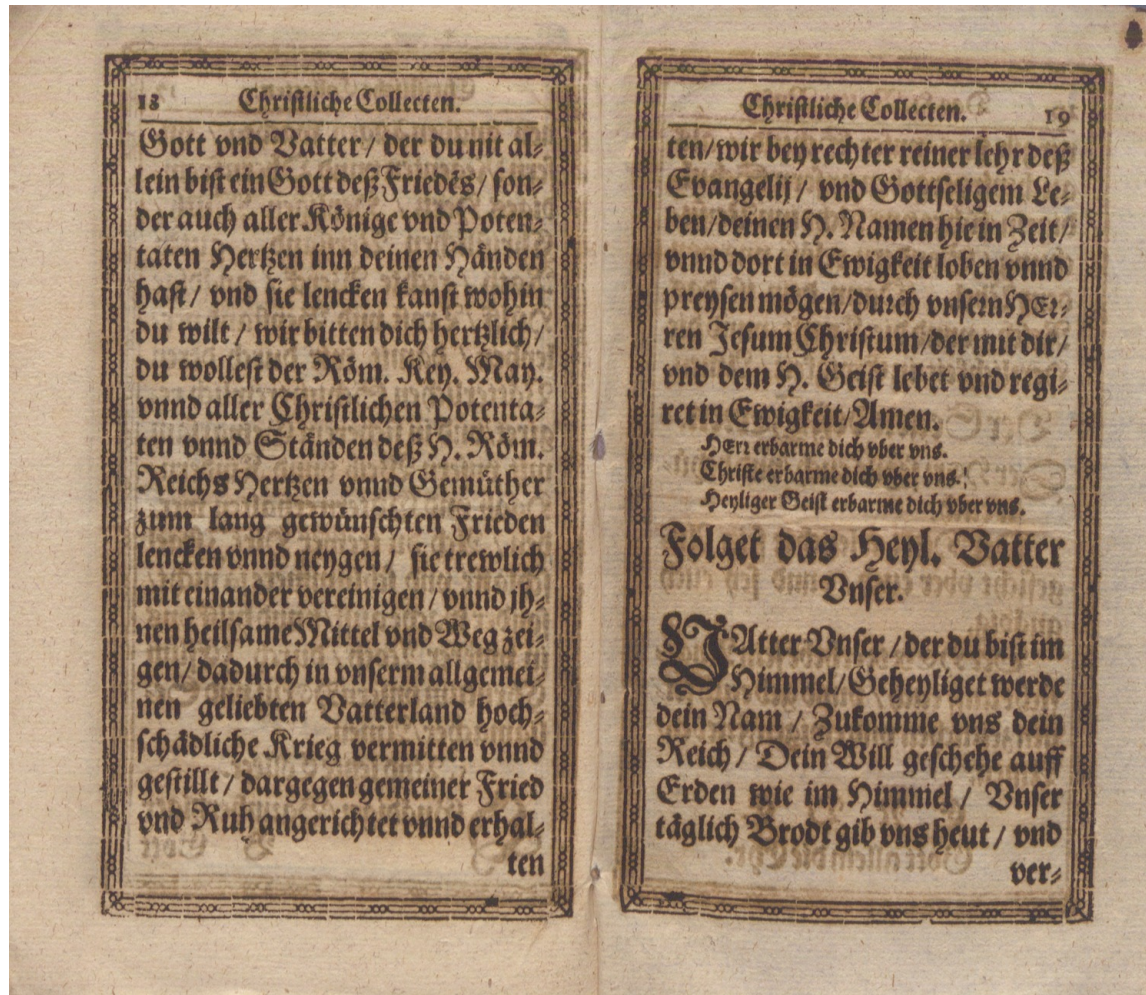 18 Christliche Collecten.
Gott vnd Vatter / der du nit al⸗
lein bist ein Gott deß Friedēs / son⸗
der auch aller Könige vnd Poten⸗
taten Hertzen inn deinen Händen
hast / vnd sie lencken kanst wohin
du wilt / wir bitten dich hertzlich /
du wollest der Röm. Key. May.
vnnd aller Christlichen Potenta⸗
ten vnnd Ständen deß H. Röm.
Reichs Hertzen vnnd Gemüther
zum lang gewünschten Frieden
lencken vnnd neygen / sie trewlich
mit einander vereinigen / vnnd jh⸗
nen heilsame Mittel vnd Weg zei⸗
gen / dadurch in vnserm allgemei⸗
nen geliebten Vatterland hoch⸗
schädliche Krieg vermitten vnnd
gestillt / dargegen gemeiner Fried
vnd Ruh angerichtet vnnd erhal⸗
ten
Christliche Collecten. 19
ten / wir bey rechter reiner lehr deß
Evangelij / vnd Gottseligem Le⸗
ben / deinen H. Namen hie in Zeit /
vnnd dort in Ewigkeit loben vnnd
preysen mögen / durch vnsern HEr⸗
ren Jesum Christum / der mit dir /
vnd dem H. Geist lebet vnd regi⸗
ret in Ewigkeit / Amen.
HErr erbarme dich vber vns.
Christe erbarme dich vber vns.
Heyliger Geist erbarme dich vber vns.
Folget das Heyl. Vatter
Vnser.
VAtter Vnser / der du bist im
Himmel / Geheyliget werde
dein Nam / Zukomme vns dein
Reich / Dein Will geschehe auff
Erden wie im Himmel / Vnser
täglich Brodt gib vns heut / vnd
ver⸗